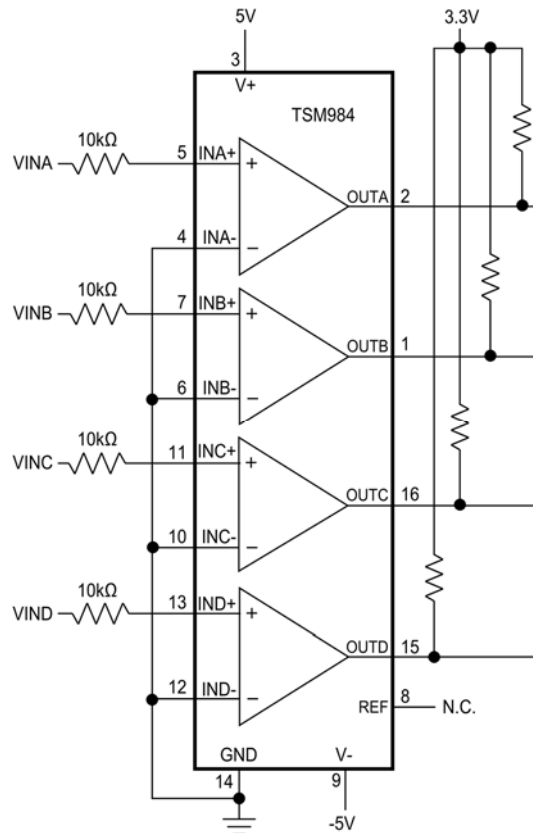 5V
3.3V
3
V+
TSM984
10kΩ
VINA
5
INA+
+
OUTA
2
4
INA-
−
10kΩ
VINB
7
INB+
+
OUTB
1
6
INB-
−
10kΩ
VINC
11
INC+
+
OUTC
16
10
INC-
−
10kΩ
VIND
13
IND+
+
OUTD
15
12
IND-
−
REF
8
N.C.
GND
V-
14
9
-5V